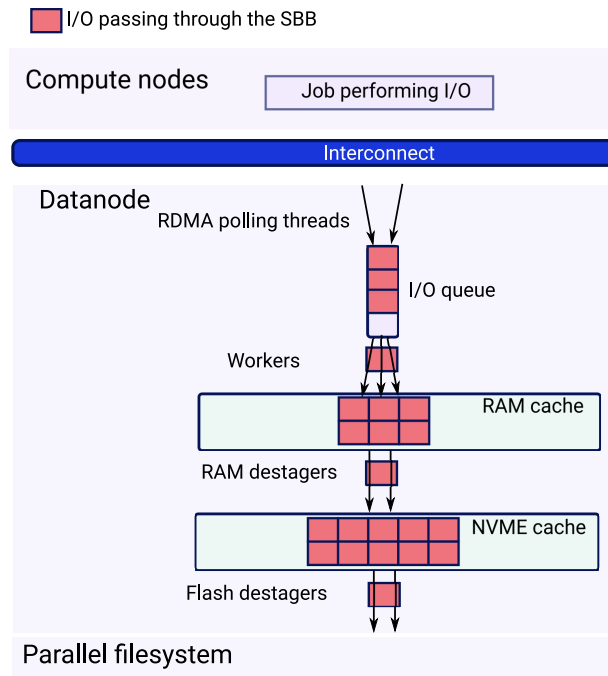 I/O passing through the SBB
Compute nodes
Job performing I/O
Interconnect
Datanode
RDMA polling threads
I/O queue
Workers
RAM cache
RAM destagers
NVME cache
Flash destagers
Parallel filesystem